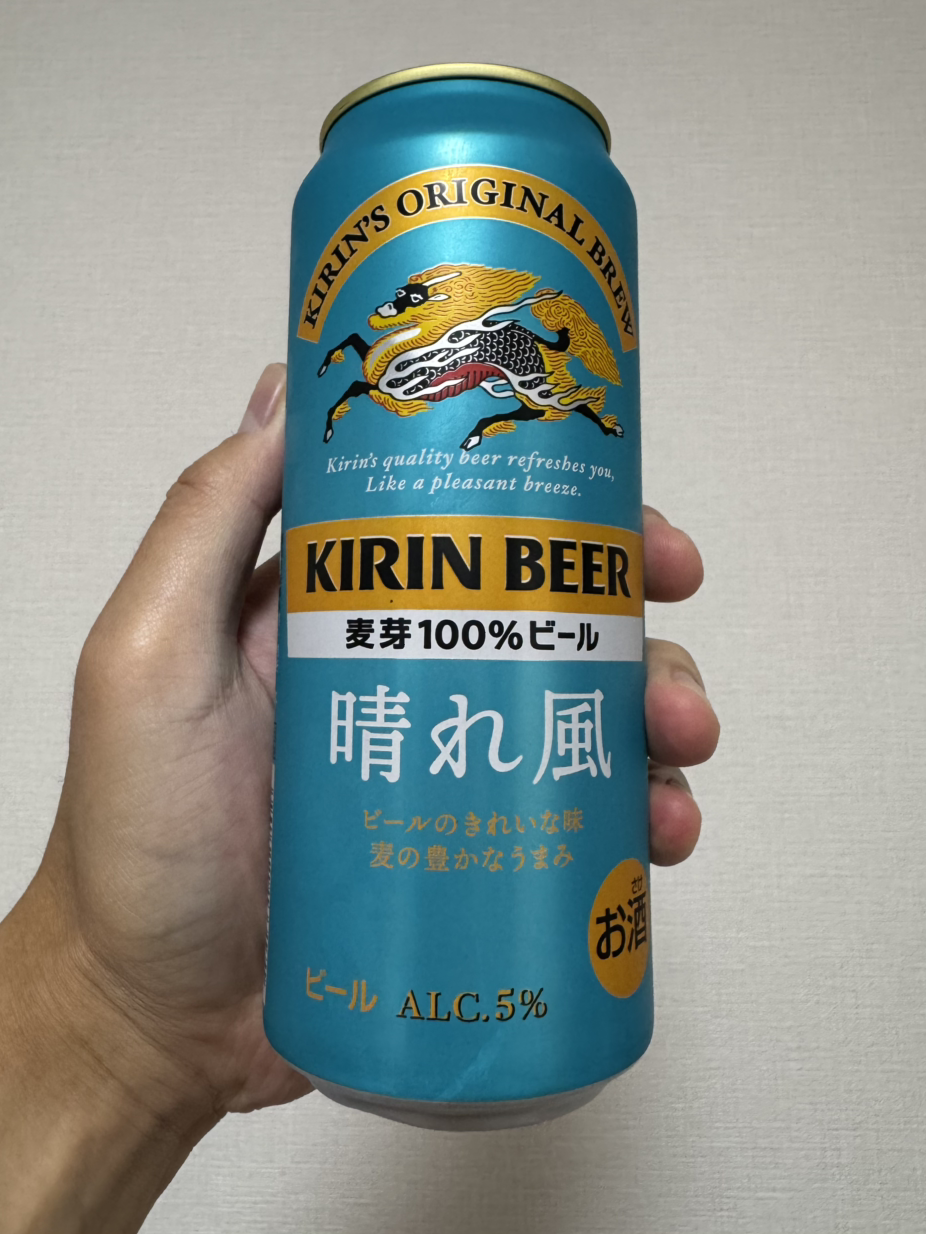 KIRIN'S ORIGINAL BREW
Kirin's quality beer refreshes you,
Like a pleasant breeze.
KIRIN BEER
麦芽100%ビール
晴れ風
ビールのきれいな味
麦の豊かなうまみ
さけ
お酒
ビール ALC.5%